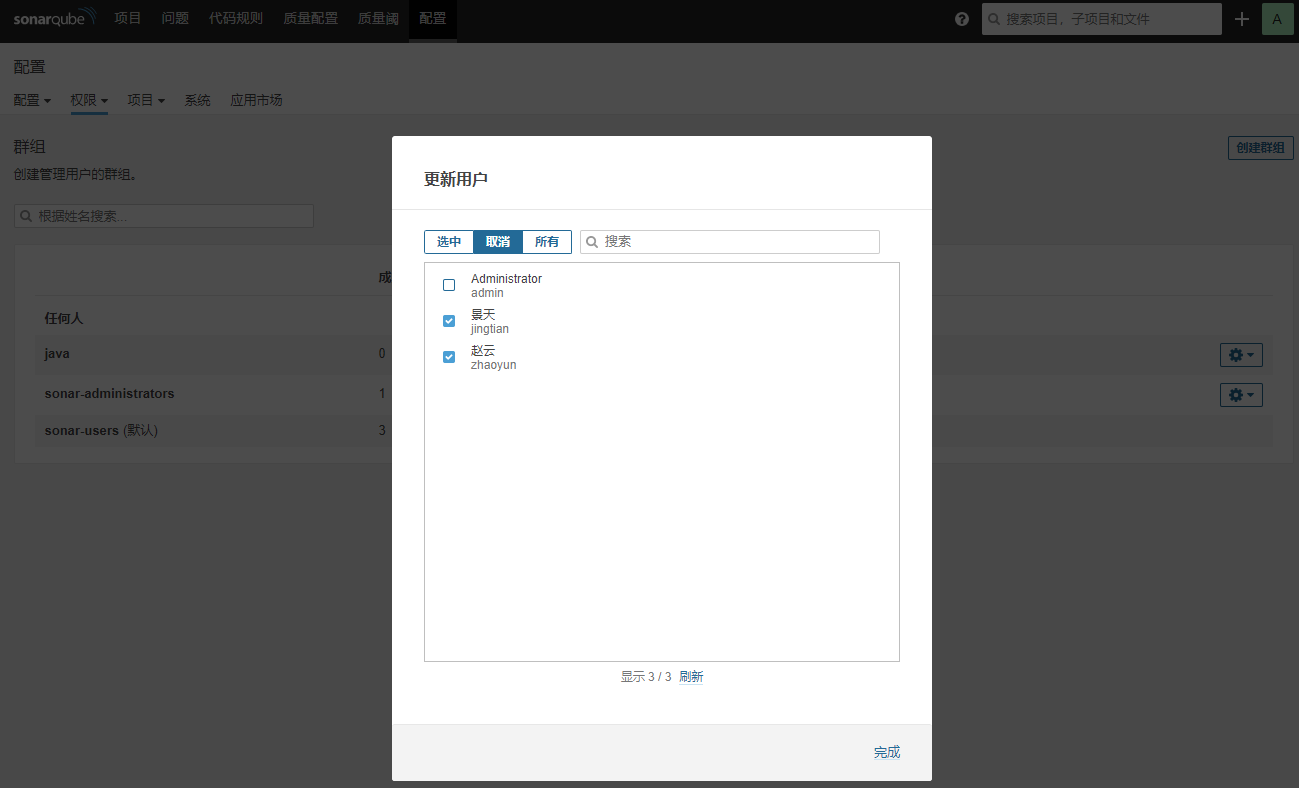 sonarqube 项目 问题 代码规则 质量配置 质量阈 配置 搜索项目，子项目和文件 A
配置
配置 权限 项目 系统 应用市场
群组
创建群组
创建管理用户的群组。
根据姓名搜索...
成
任何人
java 0
sonar-administrators 1
sonar-users (默认) 3
更新用户
选中 取消 所有 搜索
Administrator
admin
景天
jingtian
赵云
zhaoyun
显示 3 / 3 刷新
完成